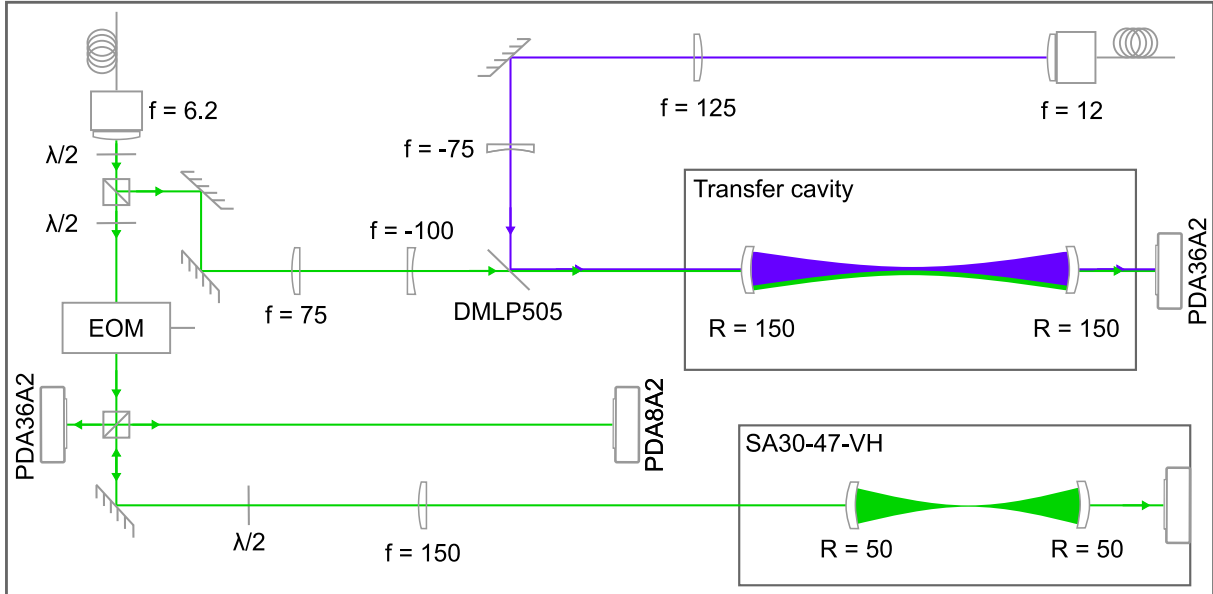 f = 6.2
f = 125
f = 12
λ/2
f = -75
Transfer cavity
λ/2
f = -100
PDA36A2
f = 75
DMLP505
R = 150
R = 150
EOM
PDA36A2
PDA8A2
SA30-47-VH
λ/2
f = 150
R = 50
R = 50